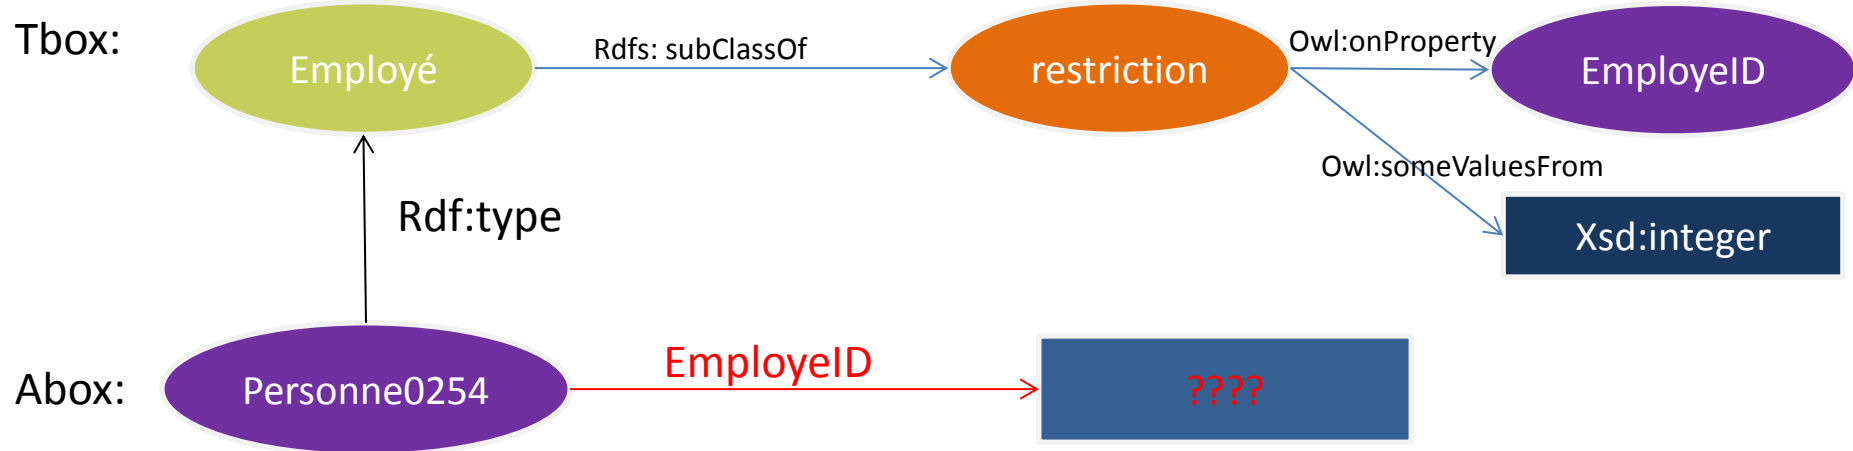 Tbox:
Employé
Rdfs: subClassOf
restriction
Owl:onProperty
EmployeID
Owl:someValuesFrom
Xsd:integer
Rdf:type
Abox:
Personne0254
EmployeID
????